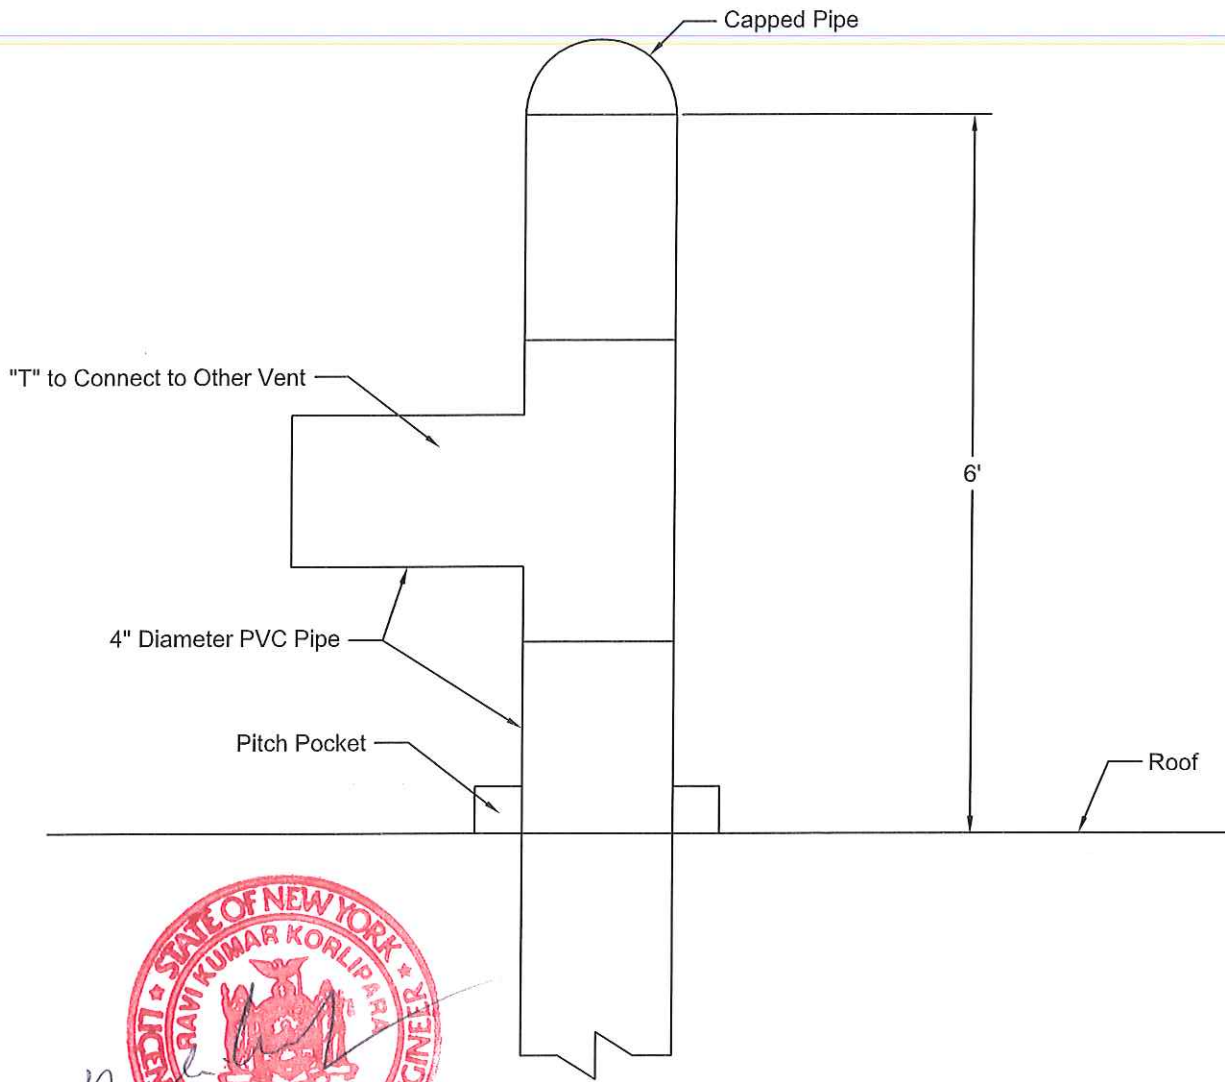 Capped Pipe
"T" to Connect to Other Vent
6'
4" Diameter PVC Pipe
Pitch Pocket
Roof
STATE OF NEW YORK
RAVI KUMAR KORLIPARA